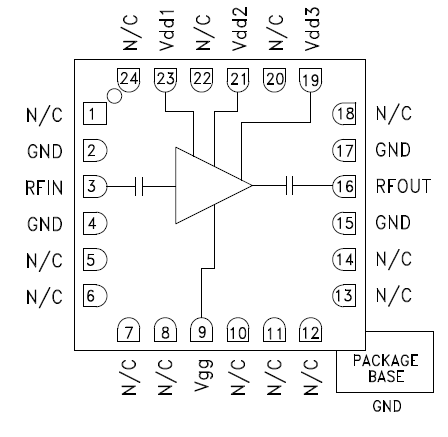 N/C Vdd1 N/C Vdd2 N/C Vdd3
24 23 22 21 20 19
N/C 1 18 N/C
GND 2 17 GND
RFIN 3 16 RFOUT
GND 4 15 GND
N/C 5 14 N/C
N/C 6 13 N/C
7 8 9 10 11 12
N/C N/C Vgg N/C N/C N/C
PACKAGE
BASE
GND